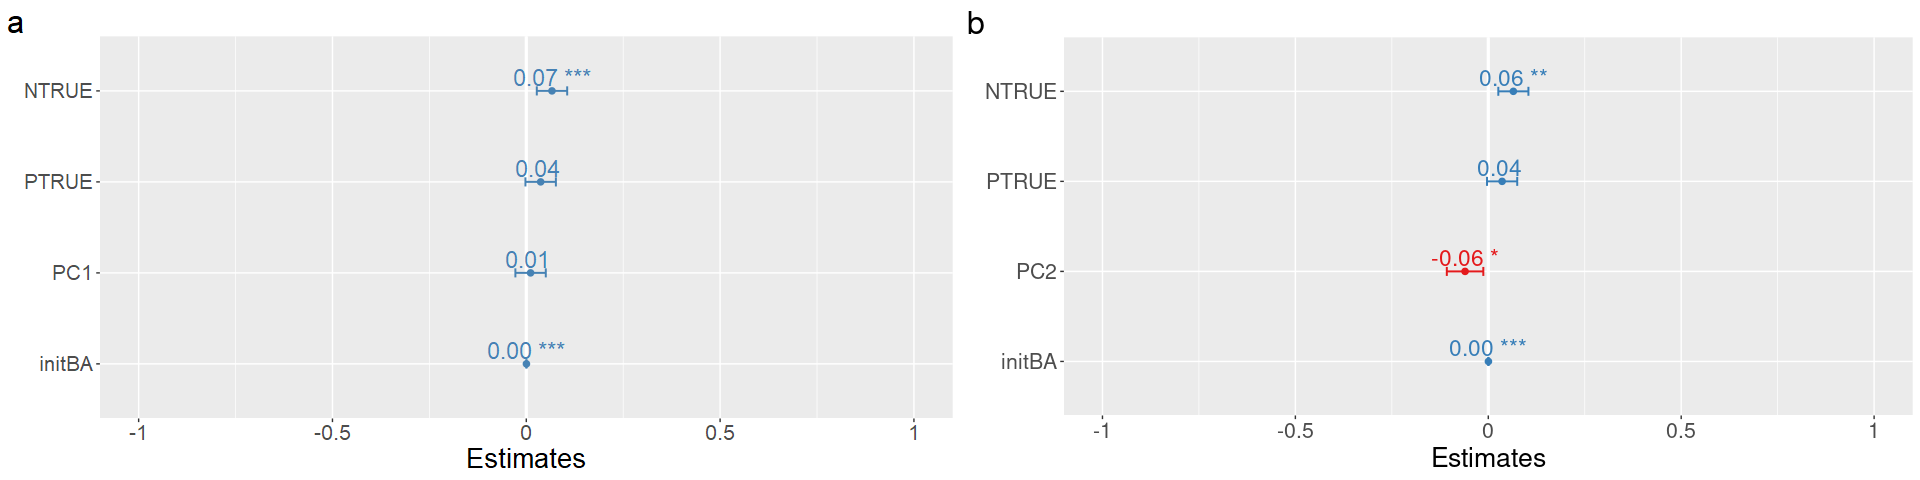 a
NTRUE
0.07 ***
PTRUE
0.04
PC1
0.01
initBA
0.00 ***
-1 -0.5 0 0.5 1
Estimates
b
NTRUE
0.06 **
PTRUE
0.04
PC2
-0.06 *
initBA
0.00 ***
-1 -0.5 0 0.5 1
Estimates